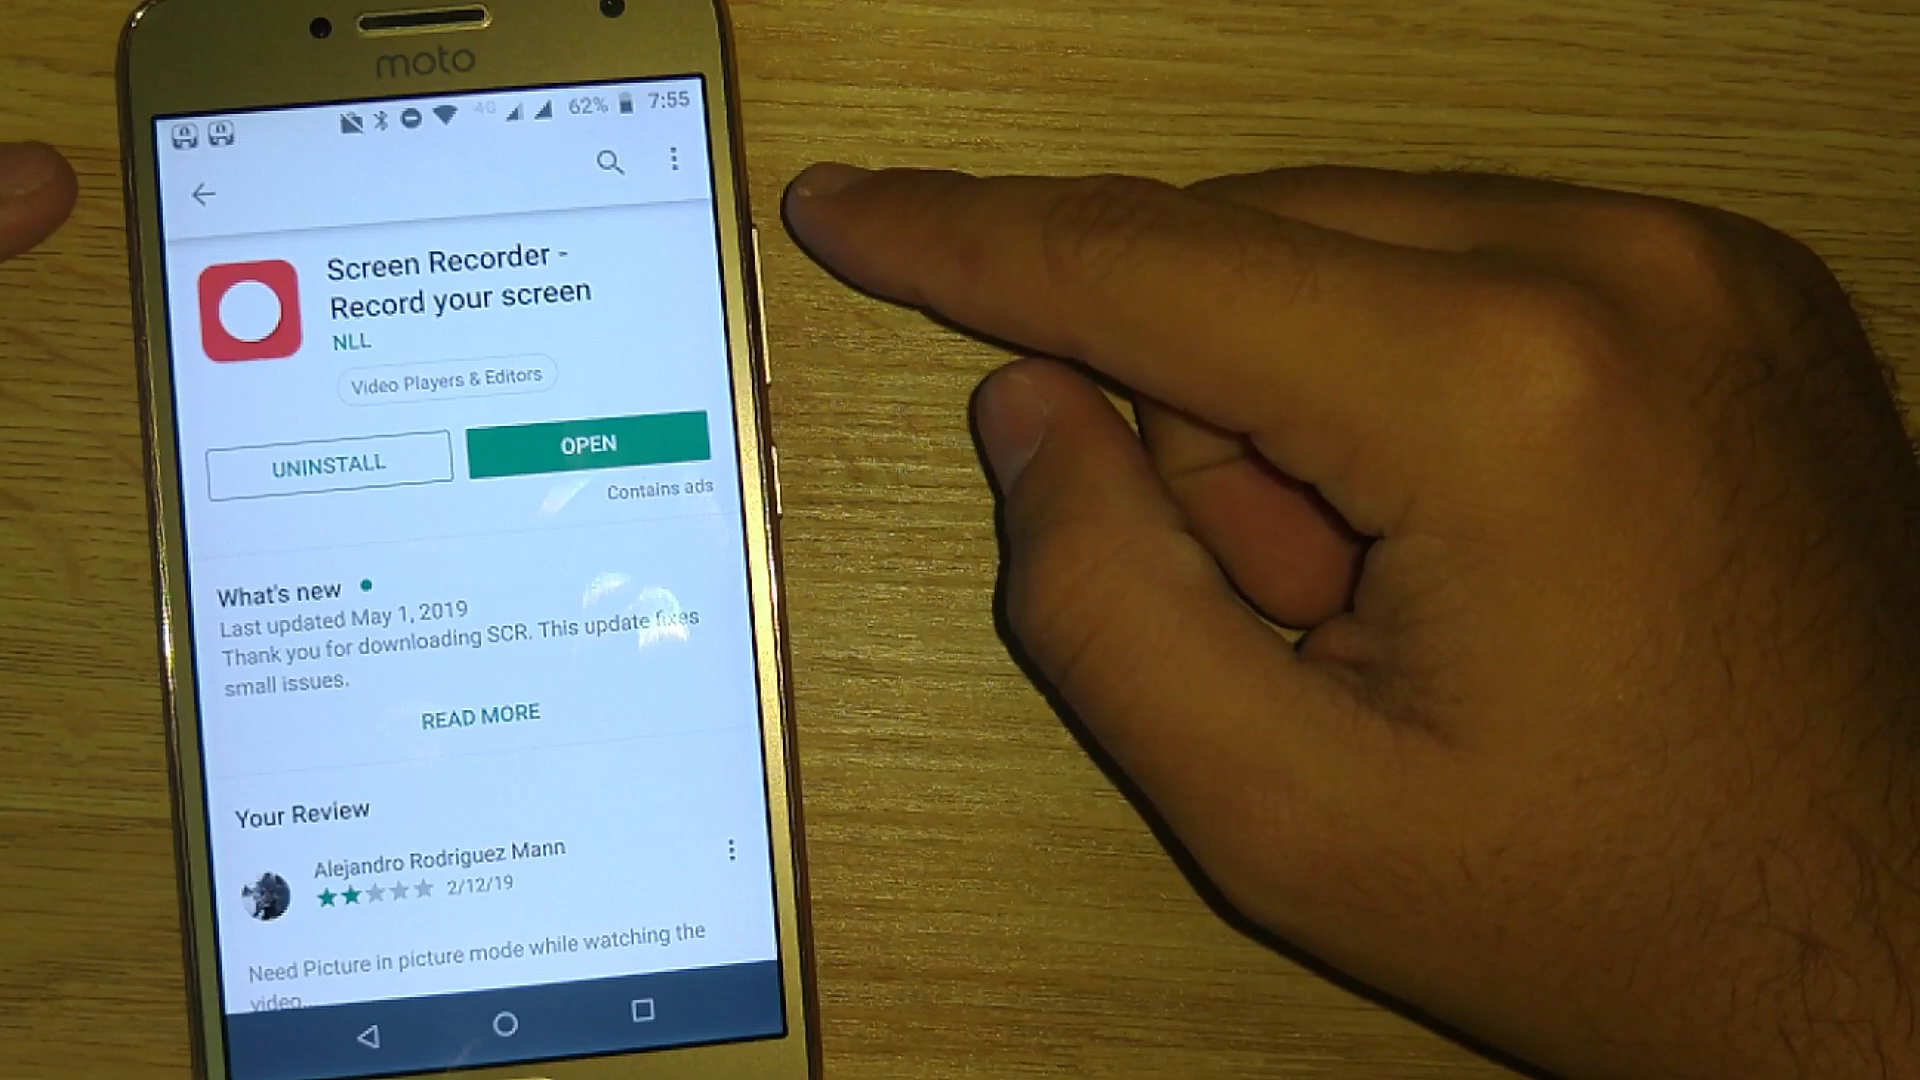 moto
4G 62% 7:55
Screen Recorder -
Record your screen
NLL
Video Players & Editors
UNINSTALL
OPEN
Contains ads
What's new
Last updated May 1, 2019
Thank you for downloading SCR. This update fixes
small issues.
READ MORE
Your Review
Alejandro Rodriguez Mann
2/12/19
Need Picture in picture mode while watching the
video...